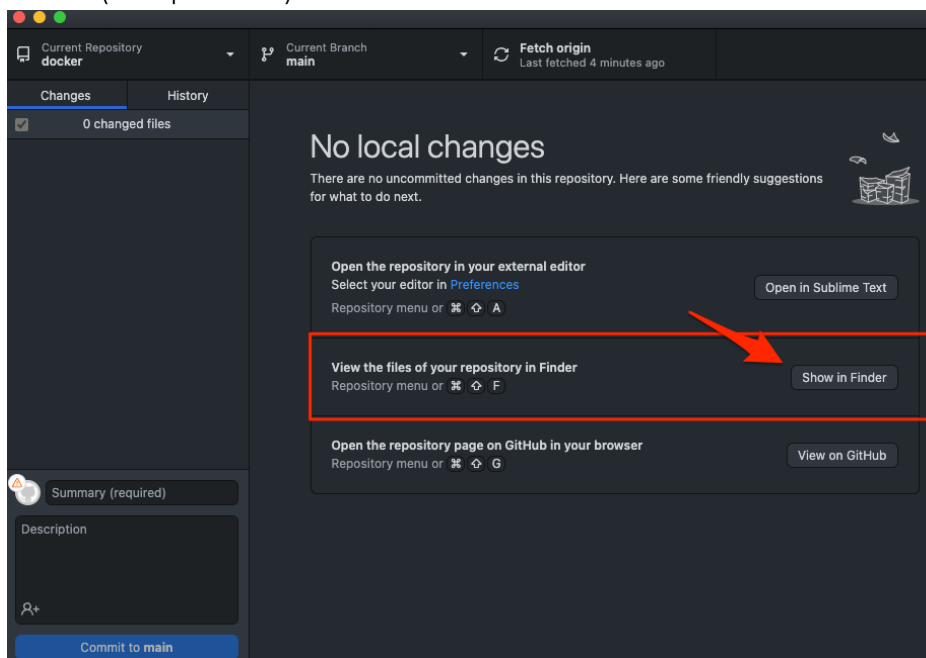 Current Repository
docker
Current Branch
main
Fetch origin
Last fetched 4 minutes ago
Changes
History
0 changed files
No local changes
There are no uncommitted changes in this repository. Here are some friendly suggestions
for what to do next.
Open the repository in your external editor
Select your editor in Preferences
Repository menu or ⌘ ⇧ A
Open in Sublime Text
View the files of your repository in Finder
Repository menu or ⌘ ⇧ F
Show in Finder
Open the repository page on GitHub in your browser
Repository menu or ⌘ ⇧ G
View on GitHub
Summary (required)
Description
Commit to main